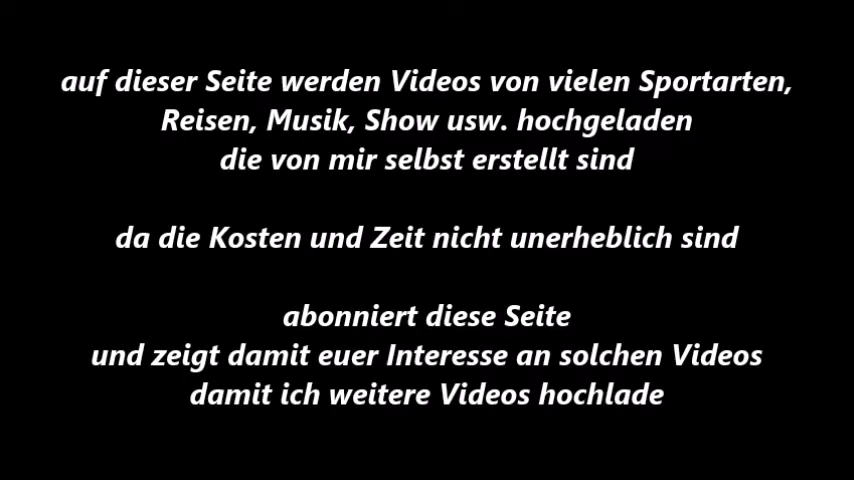 auf dieser Seite werden Videos von vielen Sportarten,
Reisen, Musik, Show usw. hochgeladen
die von mir selbst erstellt sind
da die Kosten und Zeit nicht unerheblich sind
abonniert diese Seite
und zeigt damit euer Interesse an solchen Videos
damit ich weitere Videos hochlade